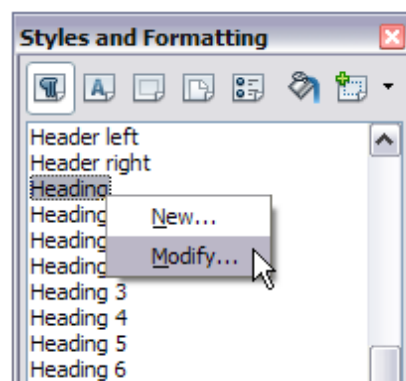 Styles and Formatting
Header left
Header right
Heading
Heading
New...
Heading
Heading
Modify...
Heading 3
Heading 4
Heading 5
Heading 6